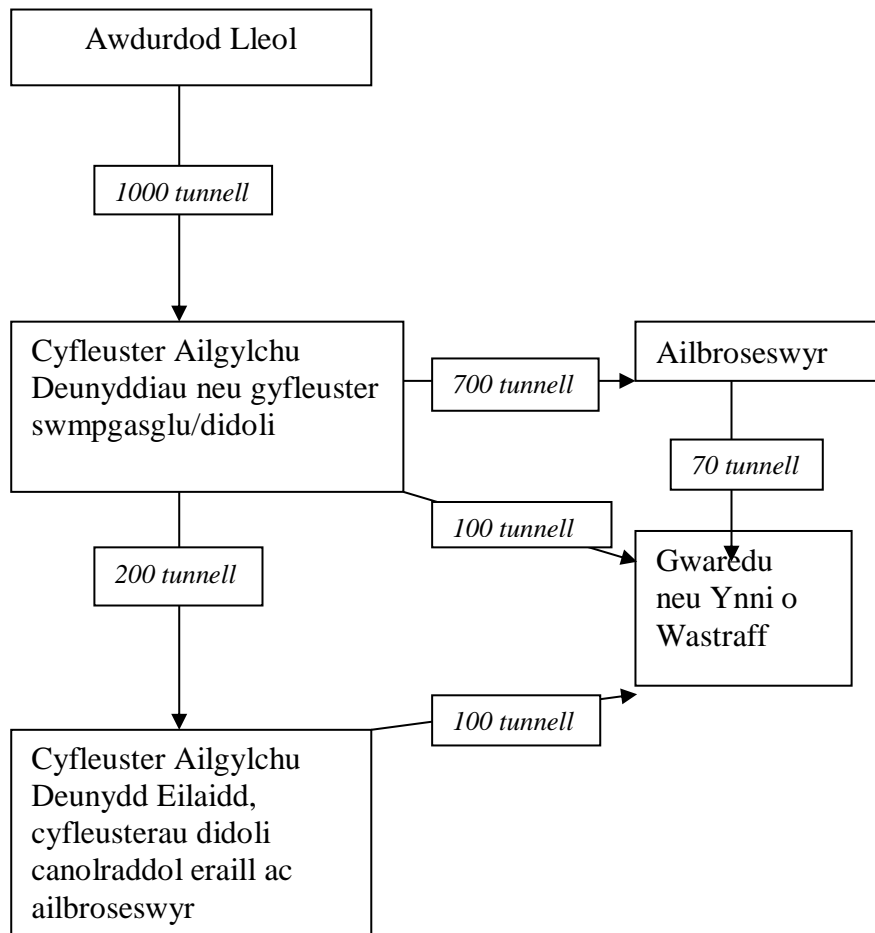 Awdurdod Lleol
1000 tunnell
Cyfleuster Ailgylchu
Deunyddiau neu gyfleuster
swmpgasglu/didoli
700 tunnell
Ailbroseswyr
70 tunnell
100 tunnell
200 tunnell
Gwaredu
neu Ynni o
Wastraff
100 tunnell
Cyfleuster Ailgylchu
Deunydd Eilaidd,
cyfleusterau didoli
canolraddol eraill ac
ailbroseswyr